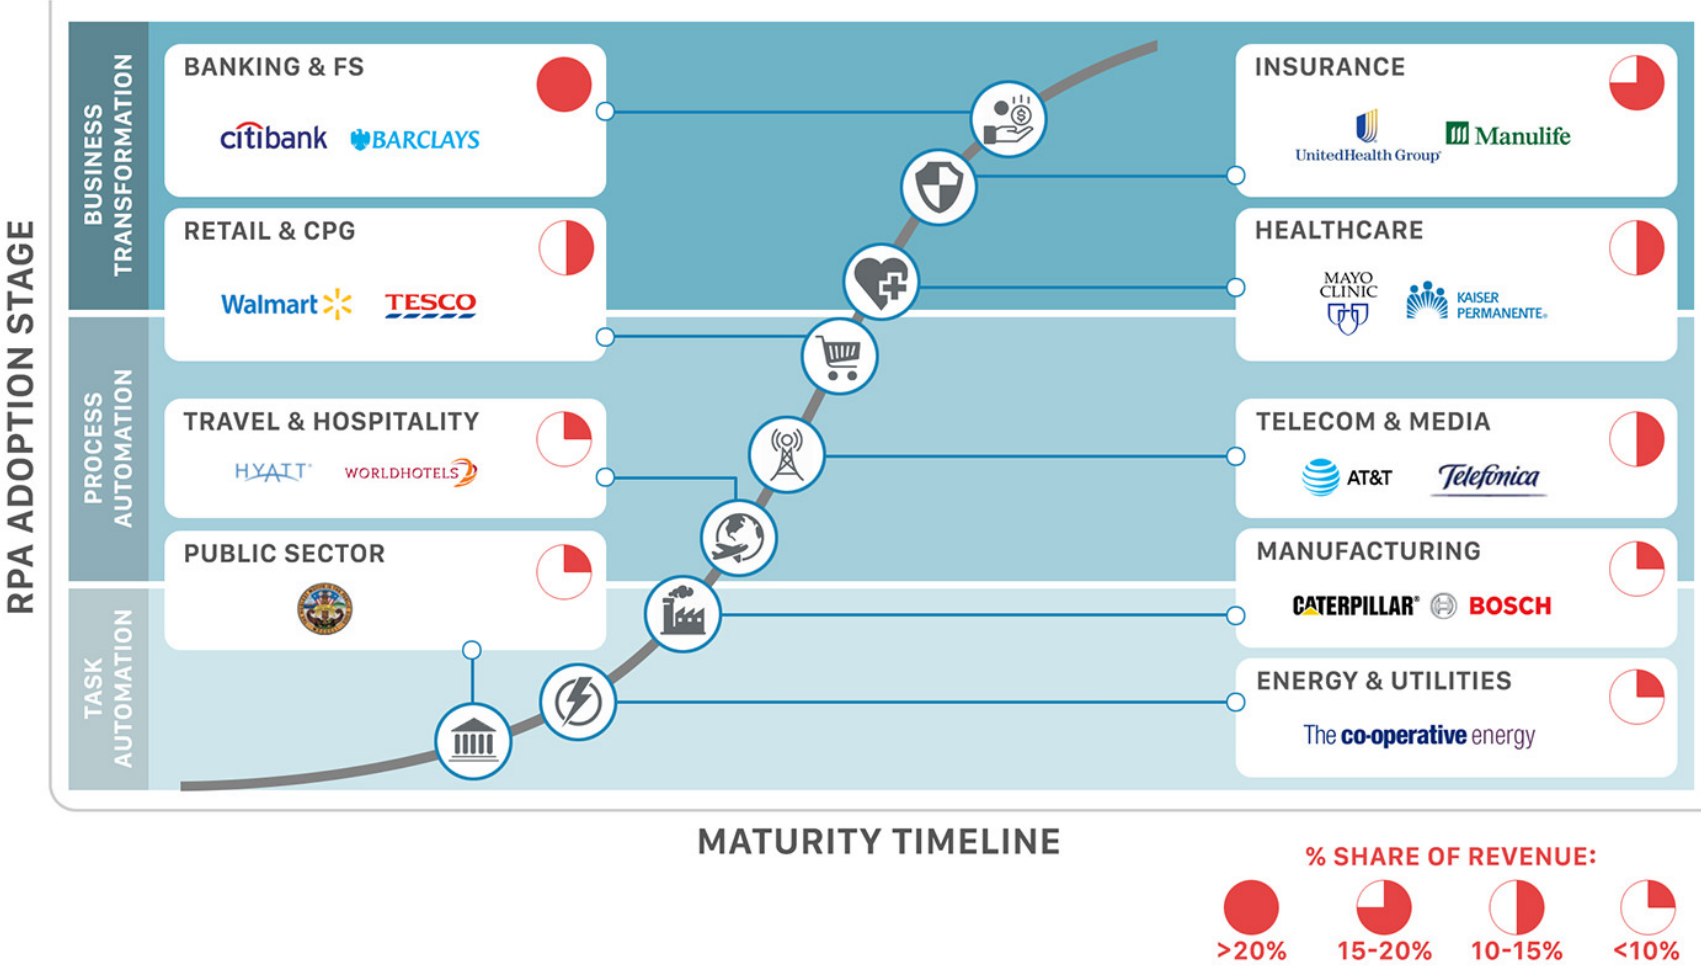 RPA ADOPTION STAGE
BUSINESS
TRANSFORMATION
PROCESS
AUTOMATION
TASK
AUTOMATION
BANKING & FS
citibank
BARCLAYS
RETAIL & CPG
Walmart
TESCO
TRAVEL & HOSPITALITY
HYATT
WORLDHOTELS
PUBLIC SECTOR
INSURANCE
UnitedHealth Group
Manulife
HEALTHCARE
MAYO
CLINIC
KAISER
PERMANENTE®
TELECOM & MEDIA
AT&T
Telefónica
MANUFACTURING
CATERPILLAR®
BOSCH
ENERGY & UTILITIES
The co-operative energy
MATURITY TIMELINE
% SHARE OF REVENUE:
>20%
15-20%
10-15%
<10%